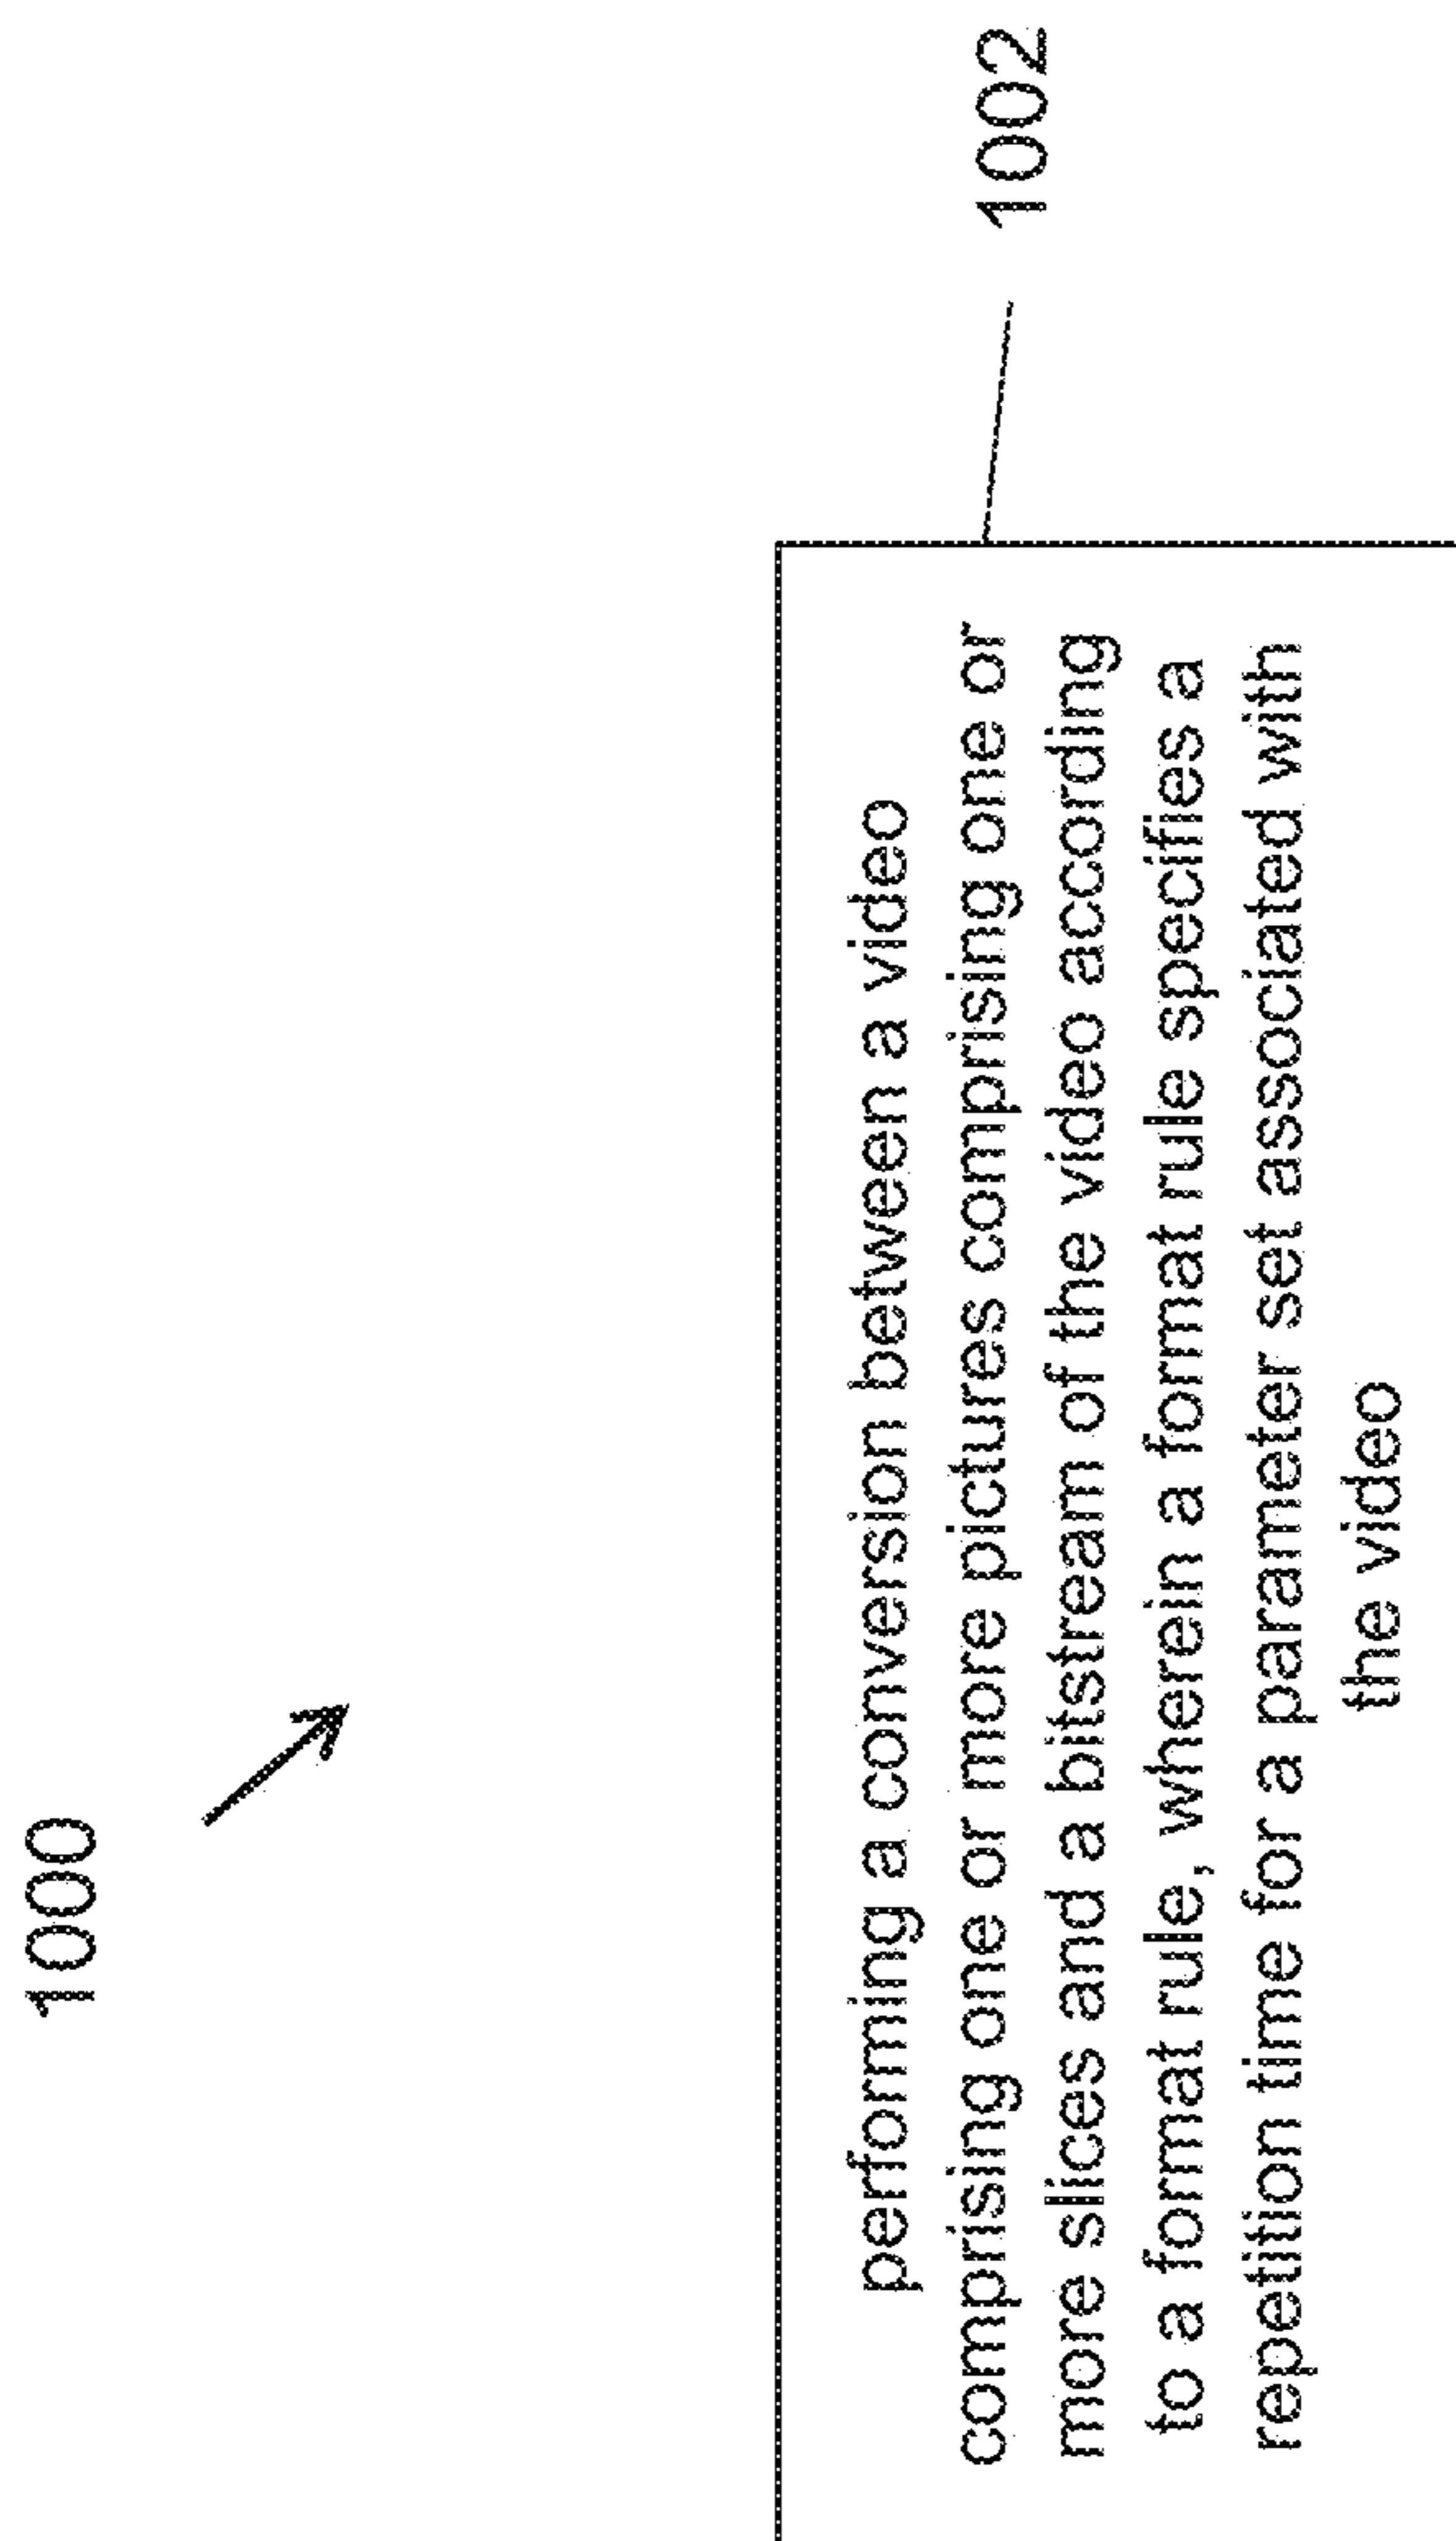 1000
performing a conversion between a video
comprising one or more pictures comprising one or
more slices and a bitstream of the video according
to a format rule, wherein a format rule specifies a
repetition time for a parameter set associated with
the video
1002